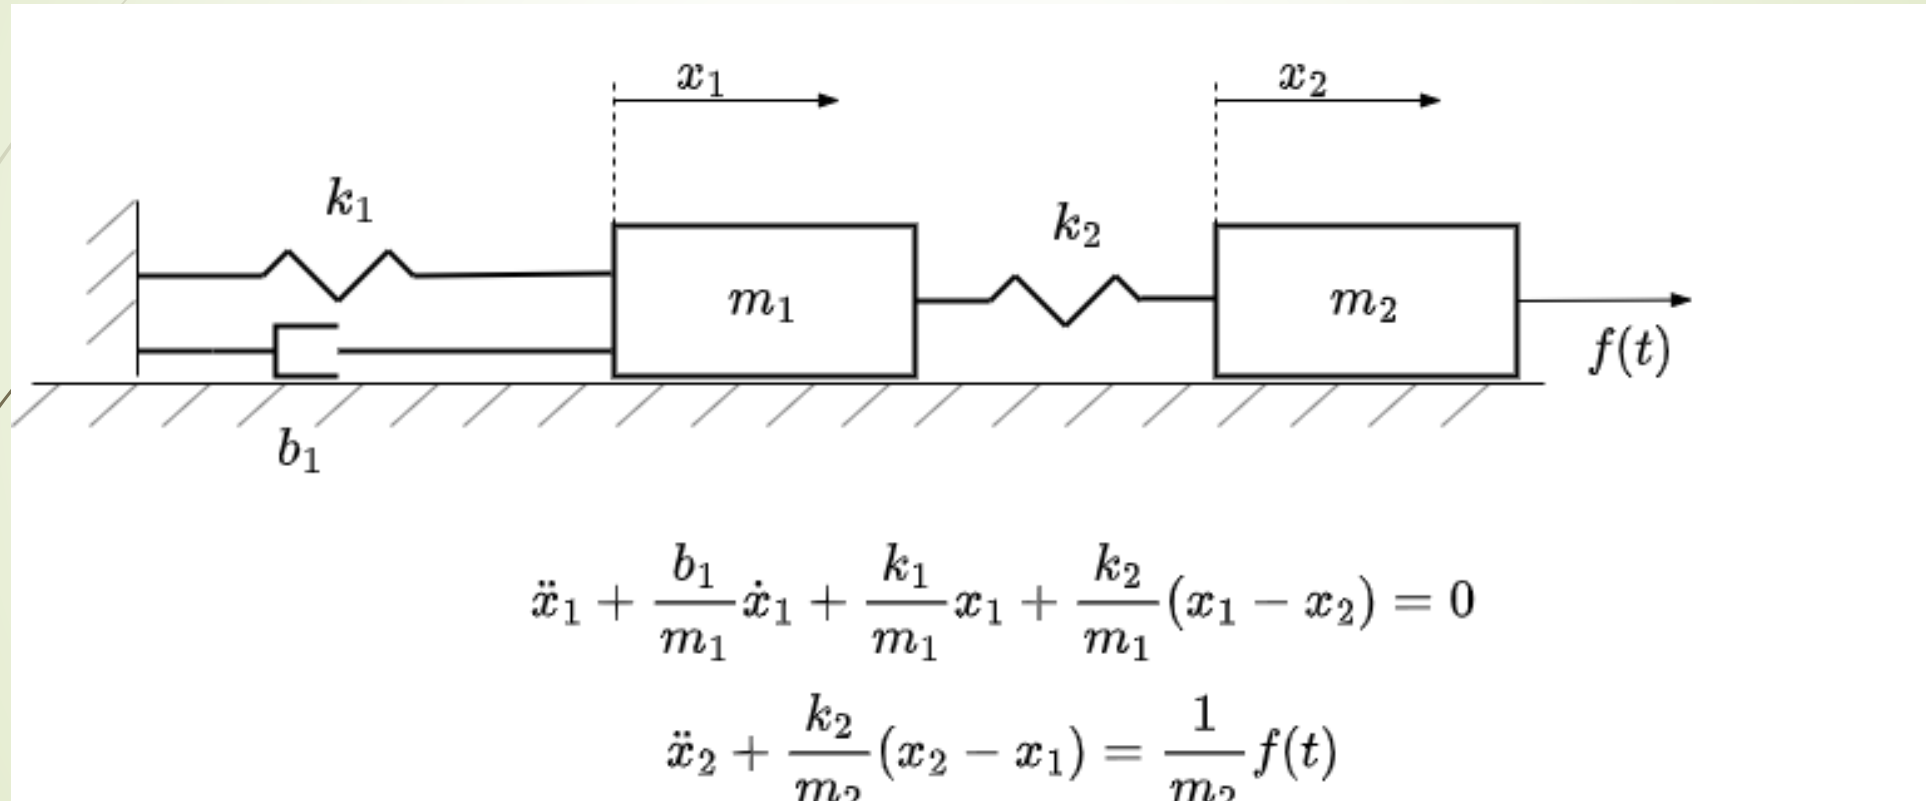 x₁ x₂
k₁
k₂
m₁ m₂
f(t)
b₁
ẍ₁ + b₁/m₁ ẋ₁ + k₁/m₁ x₁ + k₂/m₁ (x₁ − x₂) = 0
ẍ₂ + k₂/m₂ (x₂ − x₁) = 1/m₂ f(t)